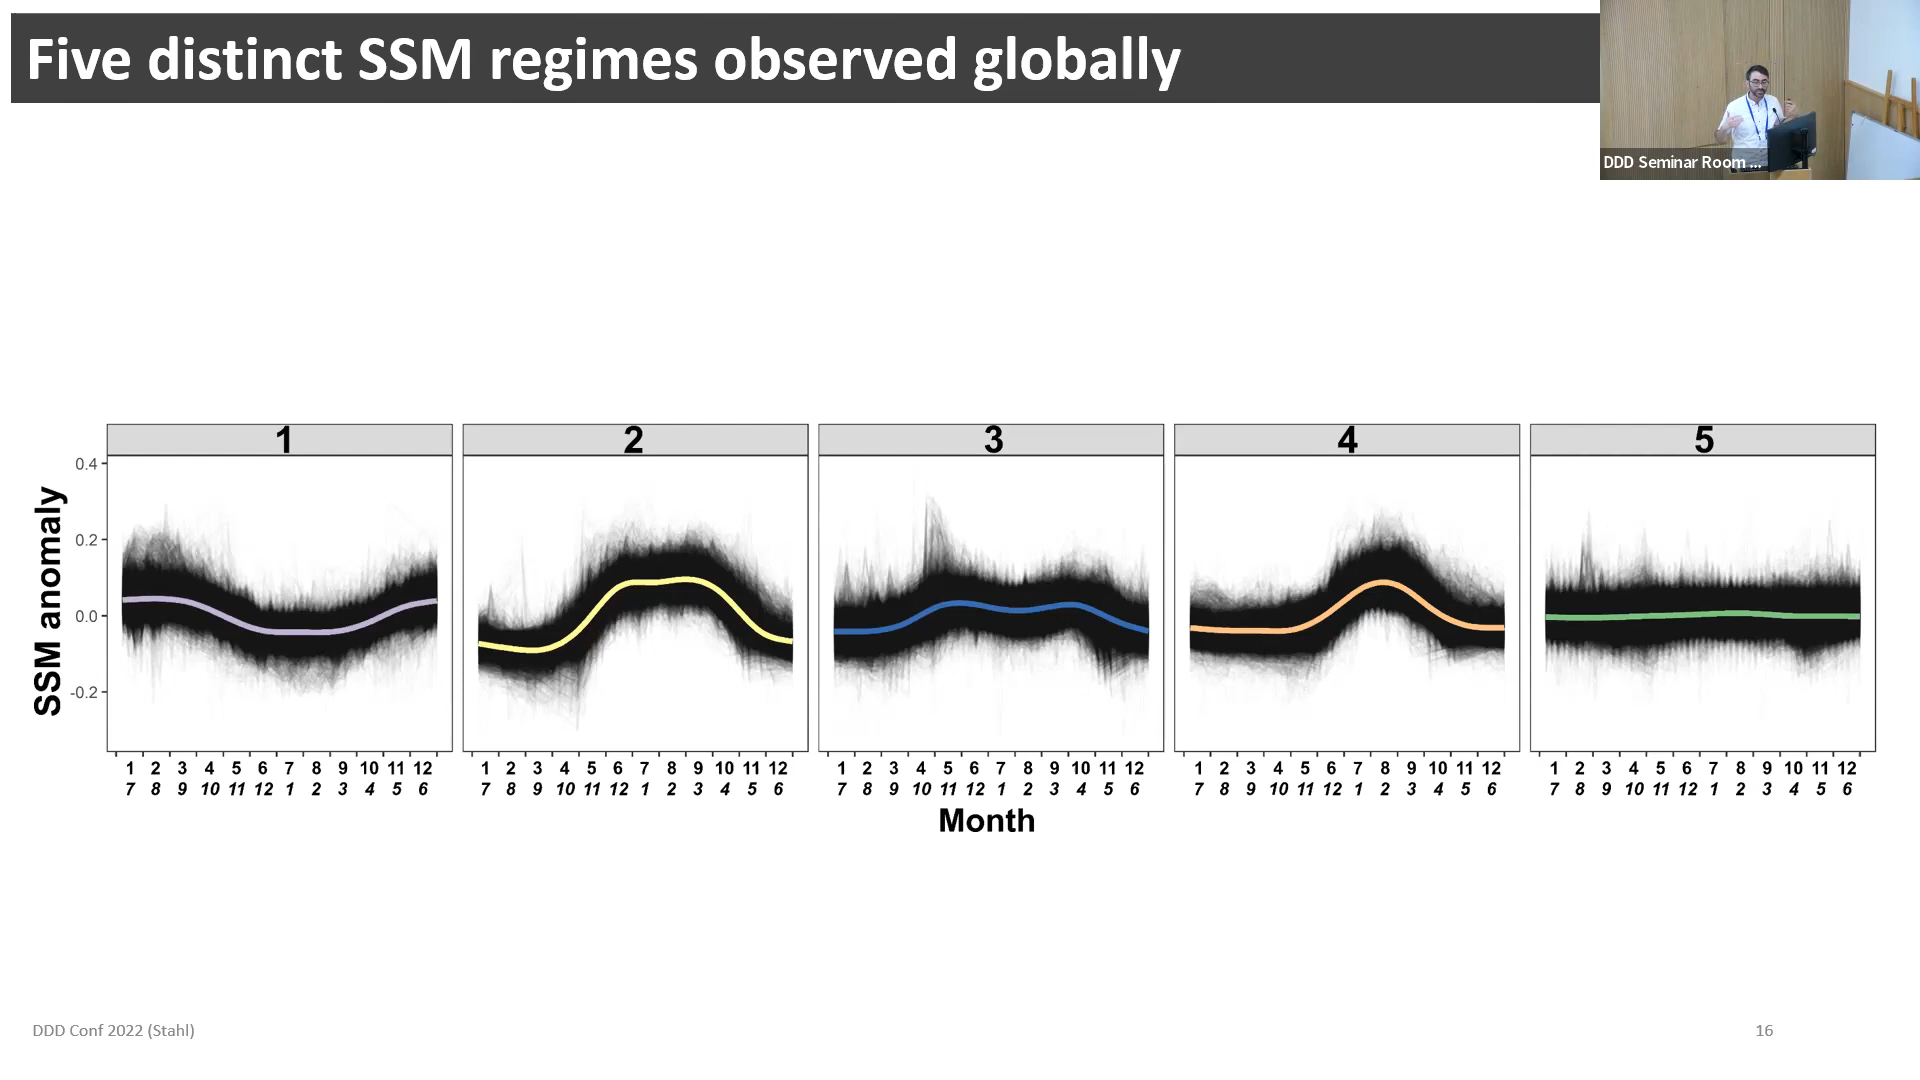 Five distinct SSM regimes observed globally
DDD Seminar Room ...
1 2 3 4 5
SSM anomaly
0.4
0.2
0.0
-0.2
1 2 3 4 5 6 7 8 9 10 11 12
7 8 9 10 11 12 1 2 3 4 5 6
1 2 3 4 5 6 7 8 9 10 11 12
7 8 9 10 11 12 1 2 3 4 5 6
1 2 3 4 5 6 7 8 9 10 11 12
7 8 9 10 11 12 1 2 3 4 5 6
1 2 3 4 5 6 7 8 9 10 11 12
7 8 9 10 11 12 1 2 3 4 5 6
1 2 3 4 5 6 7 8 9 10 11 12
7 8 9 10 11 12 1 2 3 4 5 6
Month
DDD Conf 2022 (Stahl)
16